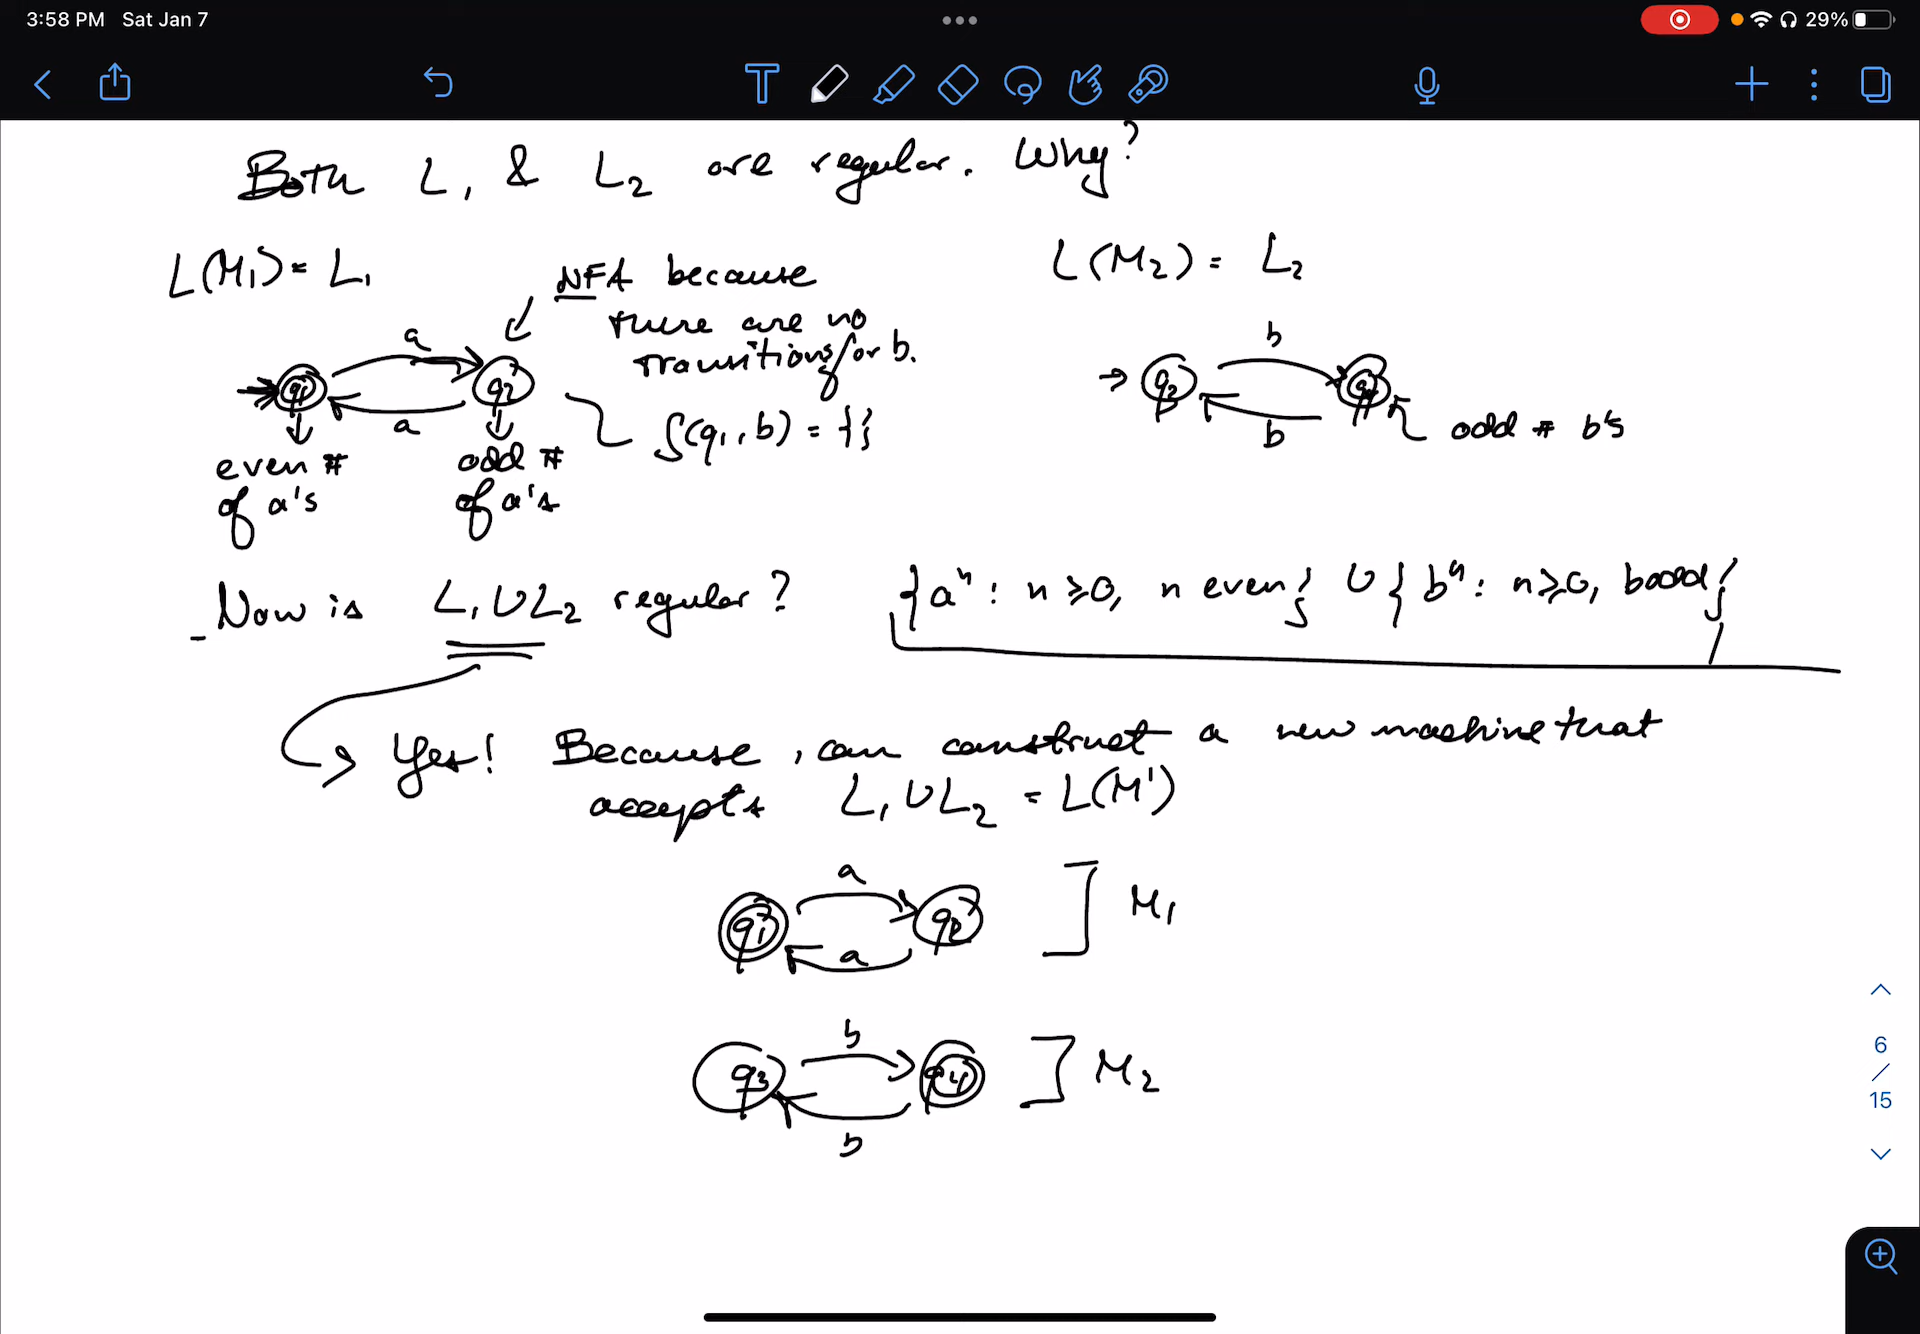 3:58 PM Sat Jan 7
29%
T
Both L1 & L2 are regular. Why?
L(M1) = L1
NFA because
there are no
transitions for b.
δ(q1, b) = {}
a
q1
q2
a
even #
of a's
odd #
of a's
L(M2) = L2
b
q3
q4
b
odd # b's
Now is L1 ∪ L2 regular? {a^n : n ≥ 0, n even} ∪ {b^n : n ≥ 0, b odd}
Yes! Because, can construct a new machine that
accepts L1 ∪ L2 = L(M')
a
q1
q2
M1
a
b
q3
q4
M2
b
6
/
15